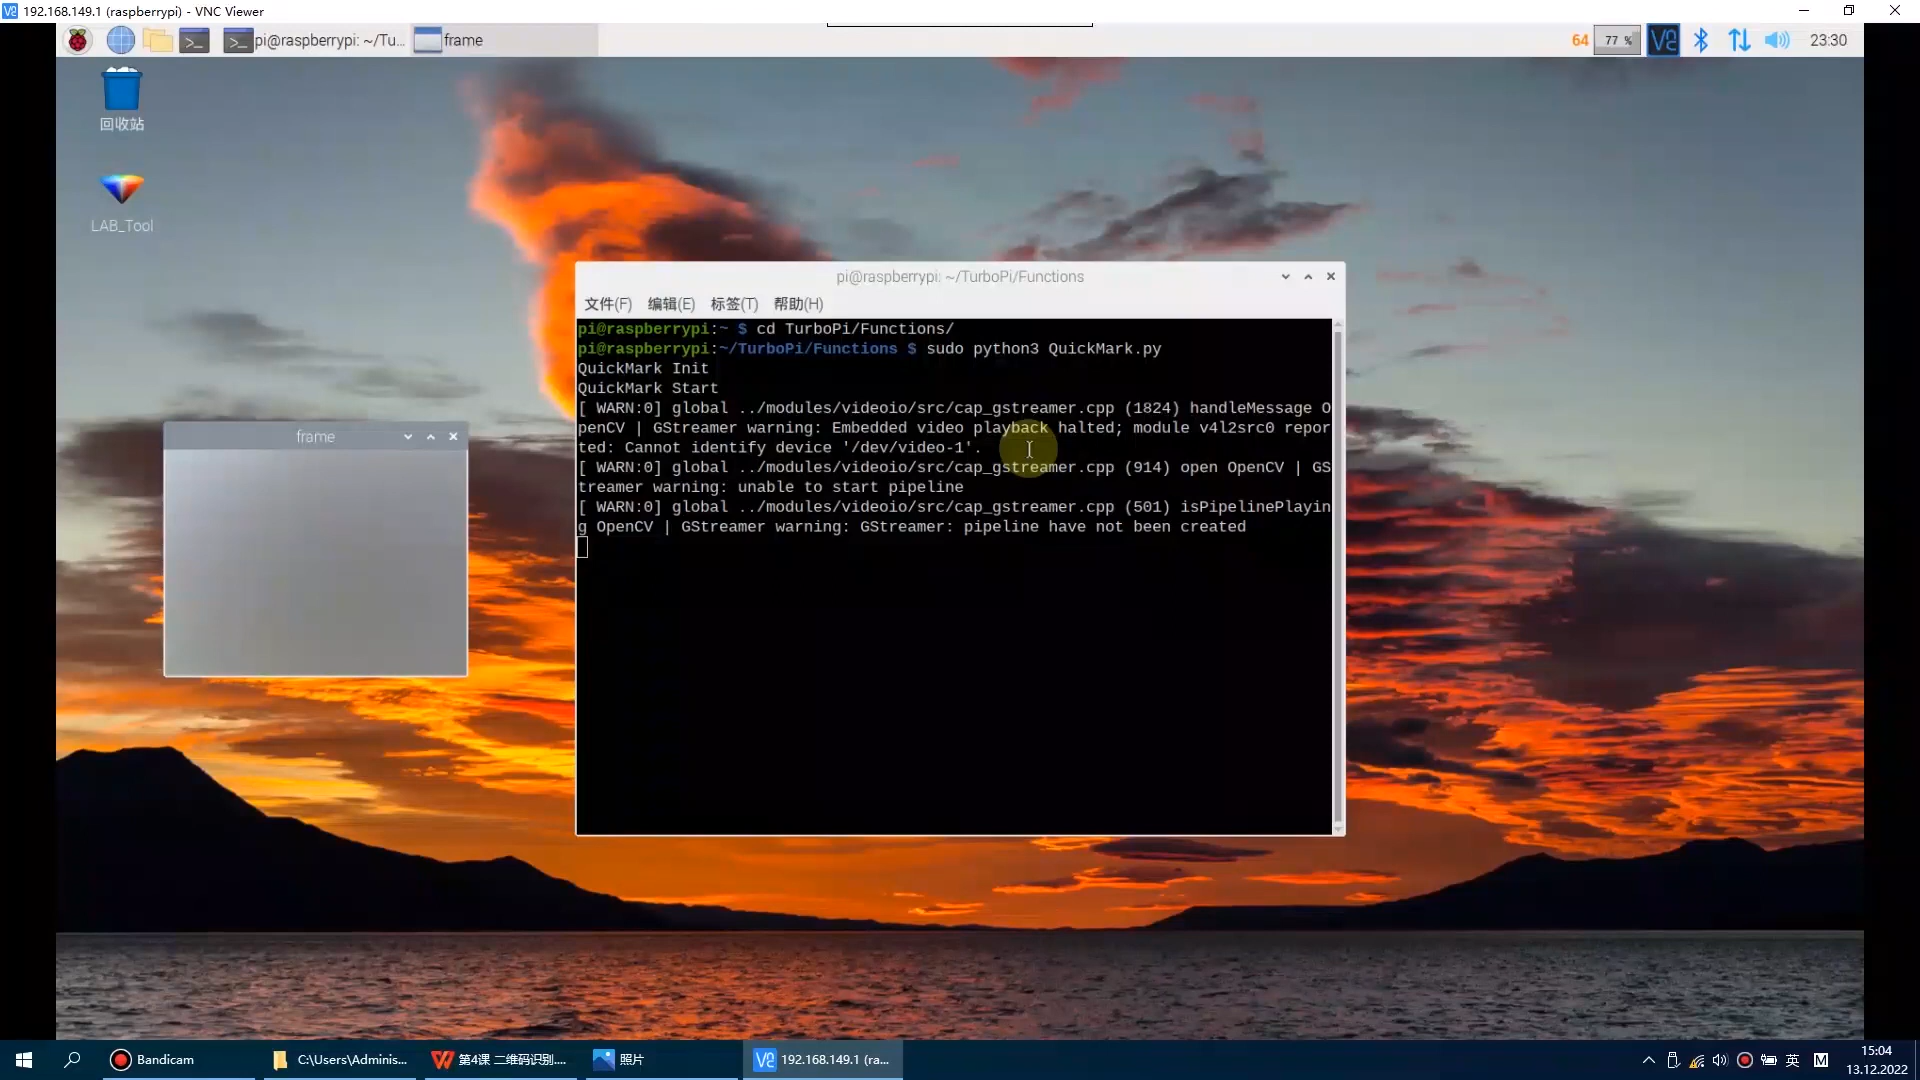 192.168.149.1 (raspberrypi) - VNC Viewer
pi@raspberrypi: ~/Tu...
frame
64
77 %
23:30
回收站
LAB_Tool
pi@raspberrypi: ~/TurboPi/Functions
文件(F) 编辑(E) 标签(T) 帮助(H)
pi@raspberrypi:~ $ cd TurboPi/Functions/
pi@raspberrypi:~/TurboPi/Functions $ sudo python3 QuickMark.py
QuickMark Init
QuickMark Start
[ WARN:0] global ../modules/videoio/src/cap_gstreamer.cpp (1824) handleMessage O
penCV | GStreamer warning: Embedded video playback halted; module v4l2src0 repor
ted: Cannot identify device '/dev/video-1'.
[ WARN:0] global ../modules/videoio/src/cap_gstreamer.cpp (914) open OpenCV | GS
treamer warning: unable to start pipeline
[ WARN:0] global ../modules/videoio/src/cap_gstreamer.cpp (501) isPipelinePlayin
g OpenCV | GStreamer warning: GStreamer: pipeline have not been created
frame
Bandicam
C:\Users\Adminis...
第4课 二维码识别....
照片
192.168.149.1 (ra...
英
M
15:04
13.12.2022